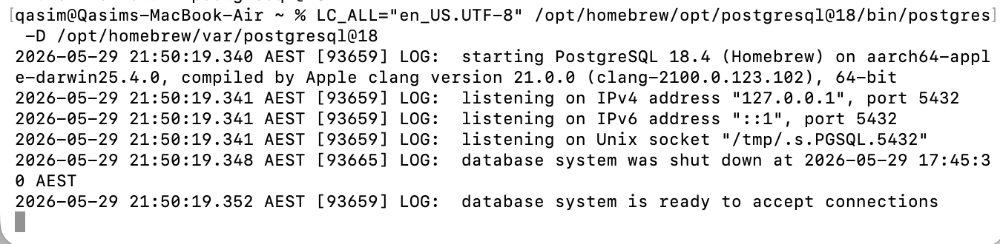 [qasim@Qasims-MacBook-Air ~ % LC_ALL="en_US.UTF-8" /opt/homebrew/opt/postgresql@18/bin/postgres]
-D /opt/homebrew/var/postgresql@18
2026-05-29 21:50:19.340 AEST [93659] LOG:  starting PostgreSQL 18.4 (Homebrew) on aarch64-appl
e-darwin25.4.0, compiled by Apple clang version 21.0.0 (clang-2100.0.123.102), 64-bit
2026-05-29 21:50:19.341 AEST [93659] LOG:  listening on IPv4 address "127.0.0.1", port 5432
2026-05-29 21:50:19.341 AEST [93659] LOG:  listening on IPv6 address "::1", port 5432
2026-05-29 21:50:19.341 AEST [93659] LOG:  listening on Unix socket "/tmp/.s.PGSQL.5432"
2026-05-29 21:50:19.348 AEST [93665] LOG:  database system was shut down at 2026-05-29 17:45:3
0 AEST
2026-05-29 21:50:19.352 AEST [93659] LOG:  database system is ready to accept connections